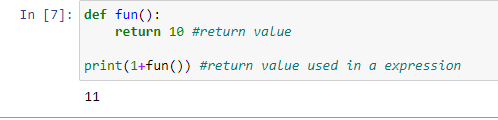 In [7]: def fun():
    return 10 #return value
print(1+fun()) #return value used in a expression
11